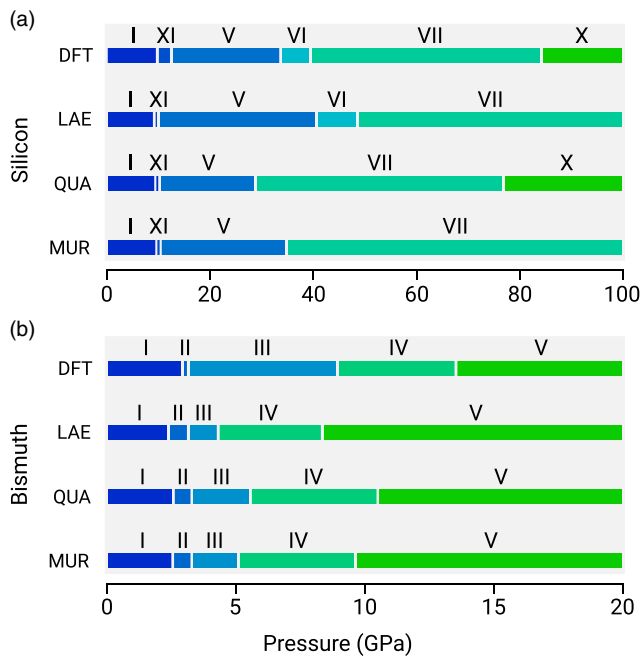 (a)
I XI V VI VII X
DFT
I XI V VI VII
LAE
I XI V VII X
QUA
I XI V VII
MUR
Silicon
0 20 40 60 80 100
(b)
I II III IV V
DFT
I II III IV V
LAE
I II III IV V
QUA
I II III IV V
MUR
Bismuth
0 5 10 15 20
Pressure (GPa)